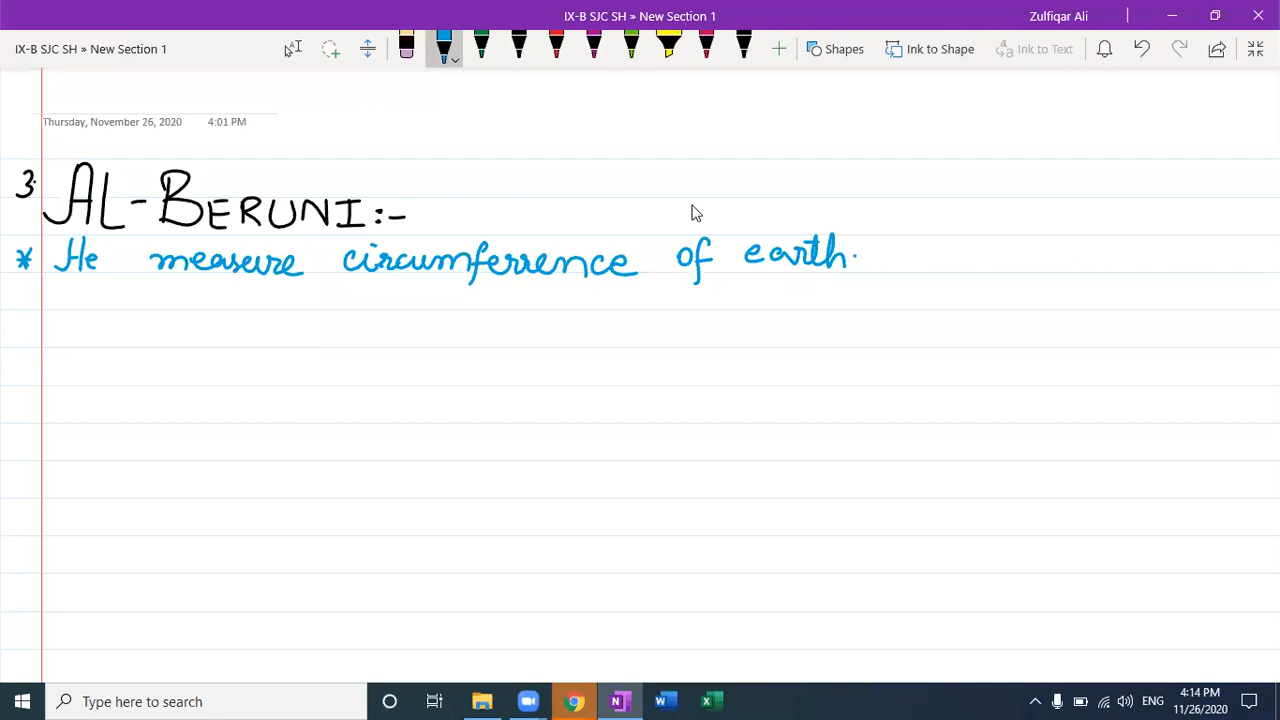 IX-B SJC SH » New Section 1
Zulfiqar Ali
IX-B SJC SH » New Section 1
Shapes
Ink to Shape
Ink to Text
Thursday, November 26, 2020 4:01 PM
3. AL-BERUNI:-
* He measure circumferrence of earth.
Type here to search
ENG
4:14 PM
11/26/2020